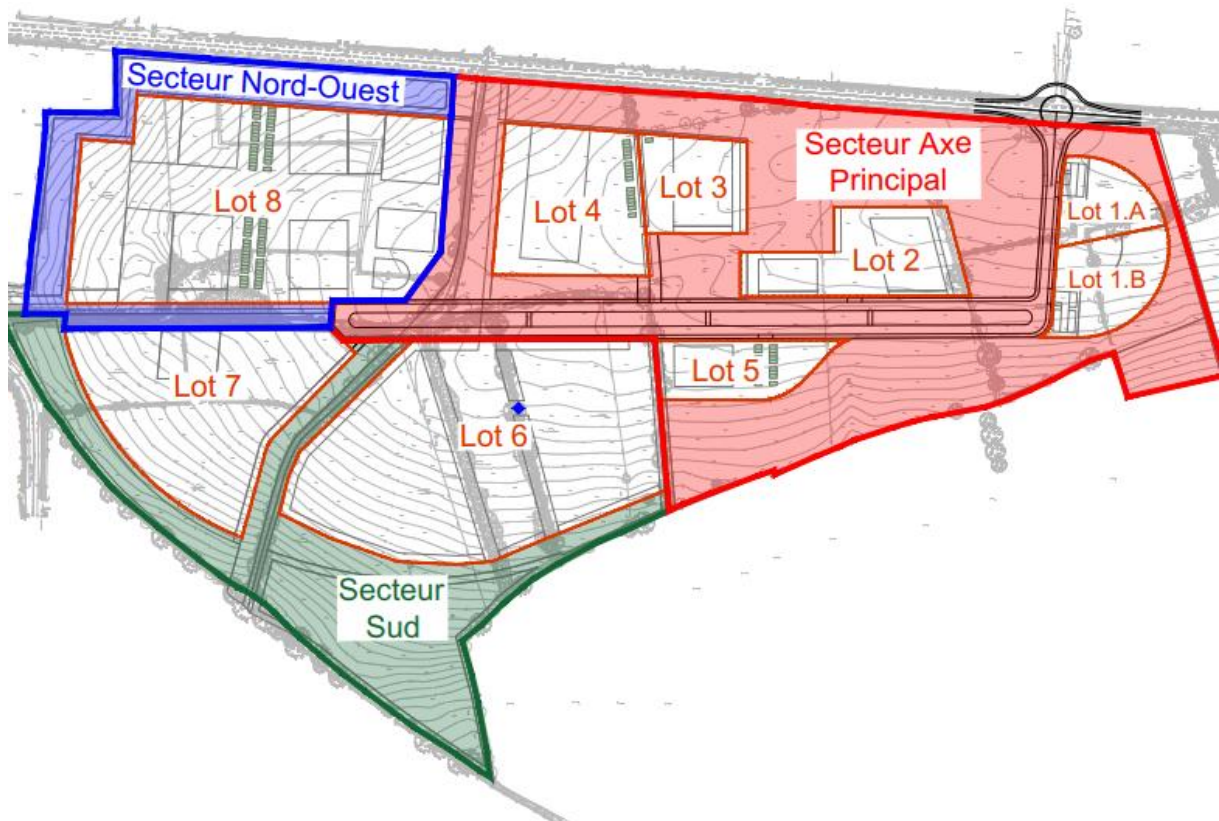 Secteur Nord-Ouest
Secteur Axe
Principal
Lot 8
Lot 4
Lot 3
Lot 2
Lot 1.A
Lot 1.B
Lot 7
Lot 6
Lot 5
Secteur
Sud